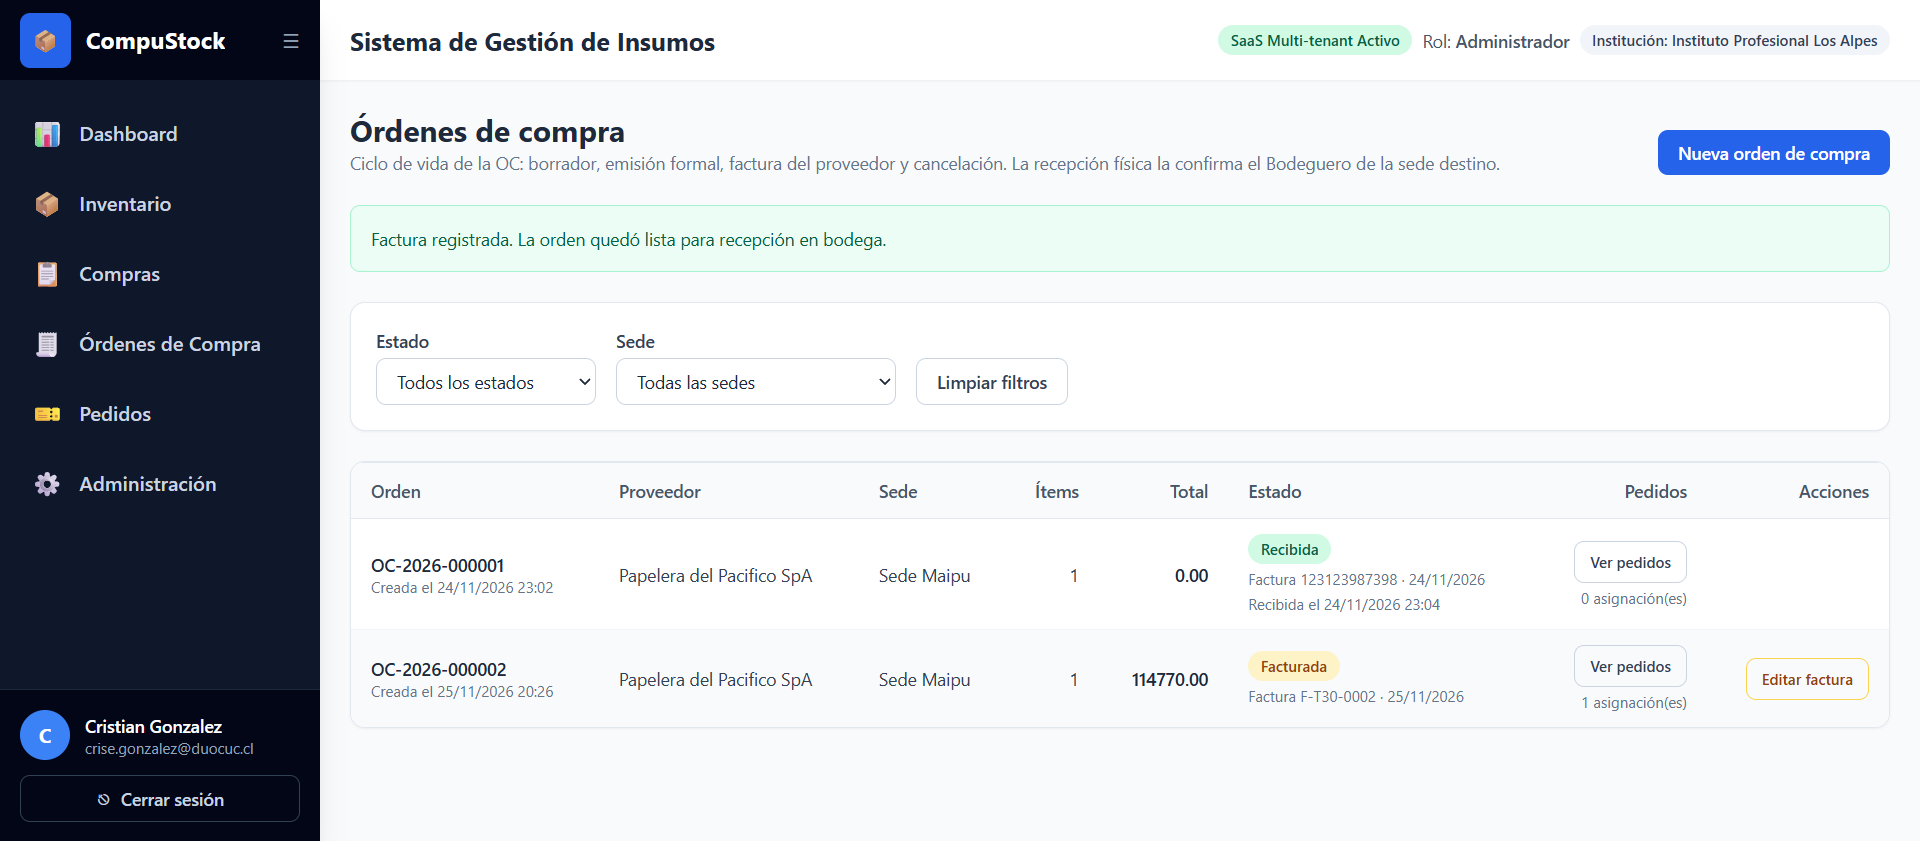 CompuStock
Sistema de Gestión de Insumos
SaaS Multi-tenant Activo
Rol: Administrador
Institución: Instituto Profesional Los Alpes
Dashboard
Inventario
Compras
Órdenes de Compra
Pedidos
Administración
Cristian Gonzalez
crise.gonzalez@duocuc.cl
Cerrar sesión
Órdenes de compra
Ciclo de vida de la OC: borrador, emisión formal, factura del proveedor y cancelación. La recepción física la confirma el Bodeguero de la sede destino.
Nueva orden de compra
Factura registrada. La orden quedó lista para recepción en bodega.
Estado
Sede
Todos los estados
Todas las sedes
Limpiar filtros
Orden Proveedor Sede Ítems Total Estado Pedidos Acciones
OC-2026-000001
Creada el 24/11/2026 23:02
Papelera del Pacifico SpA
Sede Maipu
1
0.00
Recibida
Factura 123123987398 · 24/11/2026
Recibida el 24/11/2026 23:04
Ver pedidos
0 asignación(es)
OC-2026-000002
Creada el 25/11/2026 20:26
Papelera del Pacifico SpA
Sede Maipu
1
114770.00
Facturada
Factura F-T30-0002 · 25/11/2026
Ver pedidos
1 asignación(es)
Editar factura
C